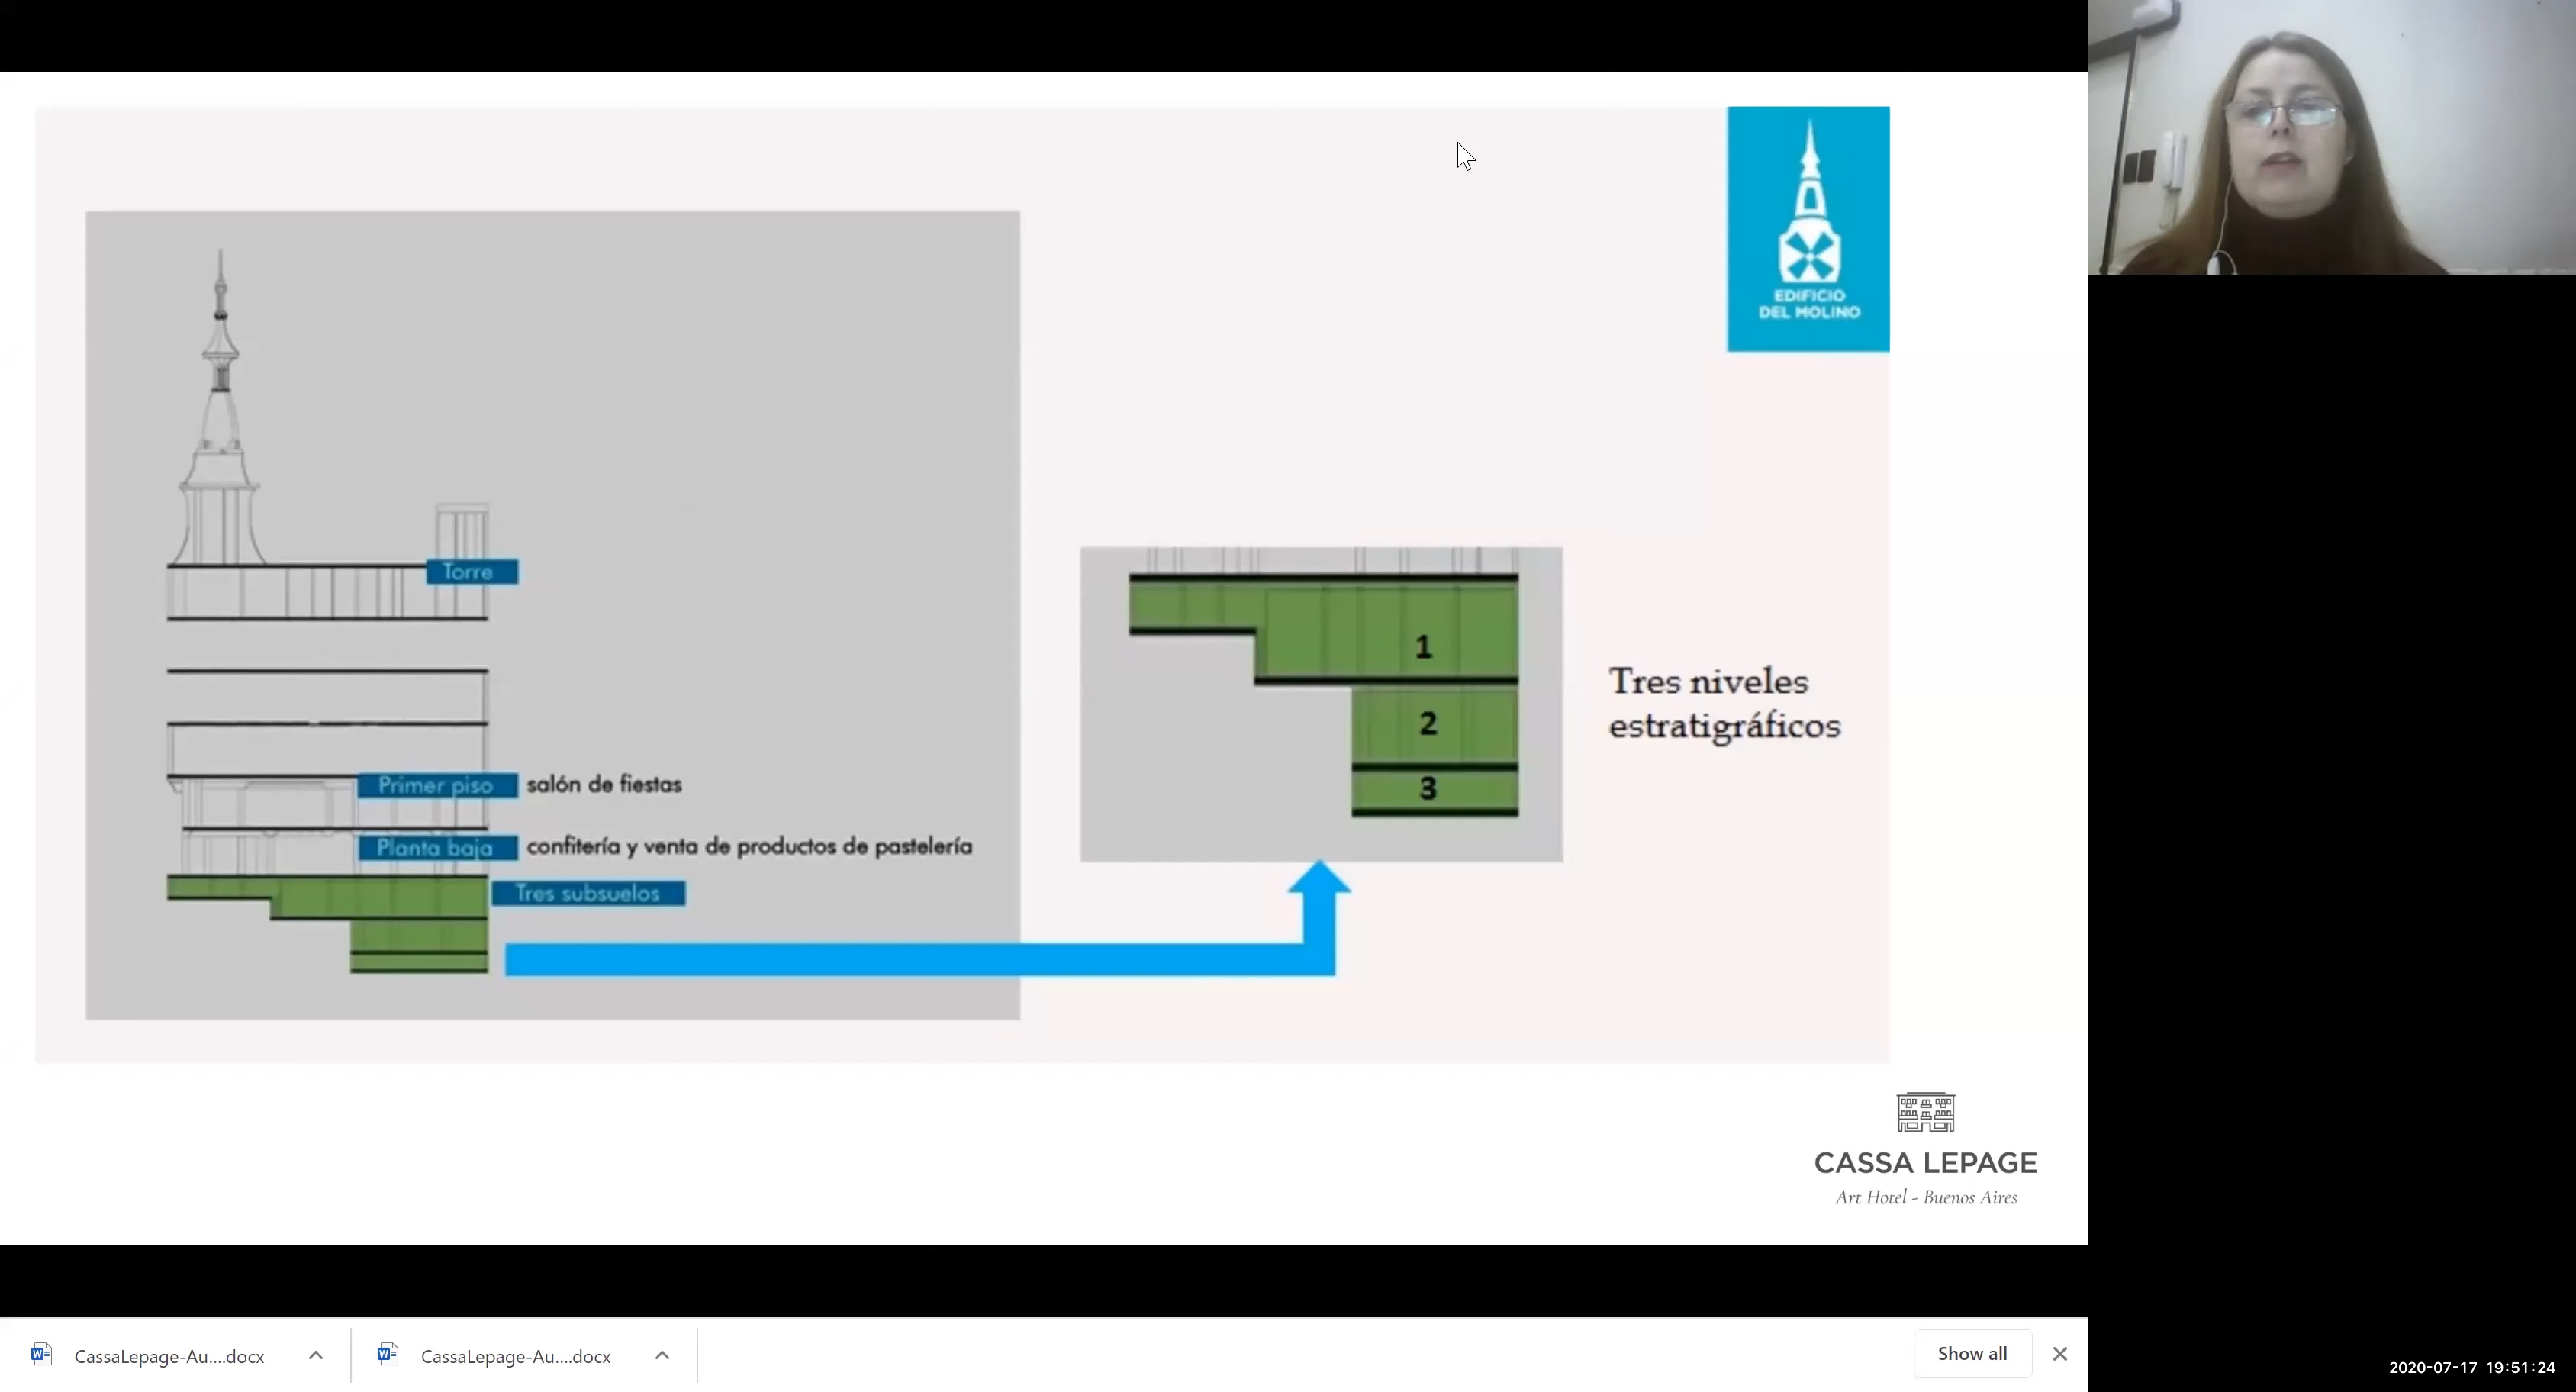 EDIFICIO
DEL MOLINO
Torre
Primer piso salón de fiestas
Planta baja confitería y venta de productos de pastelería
Tres subsuelos
1
2
3
Tres niveles
estratigráficos
CASSA LEPAGE
Art Hotel - Buenos Aires
CassaLepage-Au....docx
CassaLepage-Au....docx
Show all
2020-07-17 19:51:24